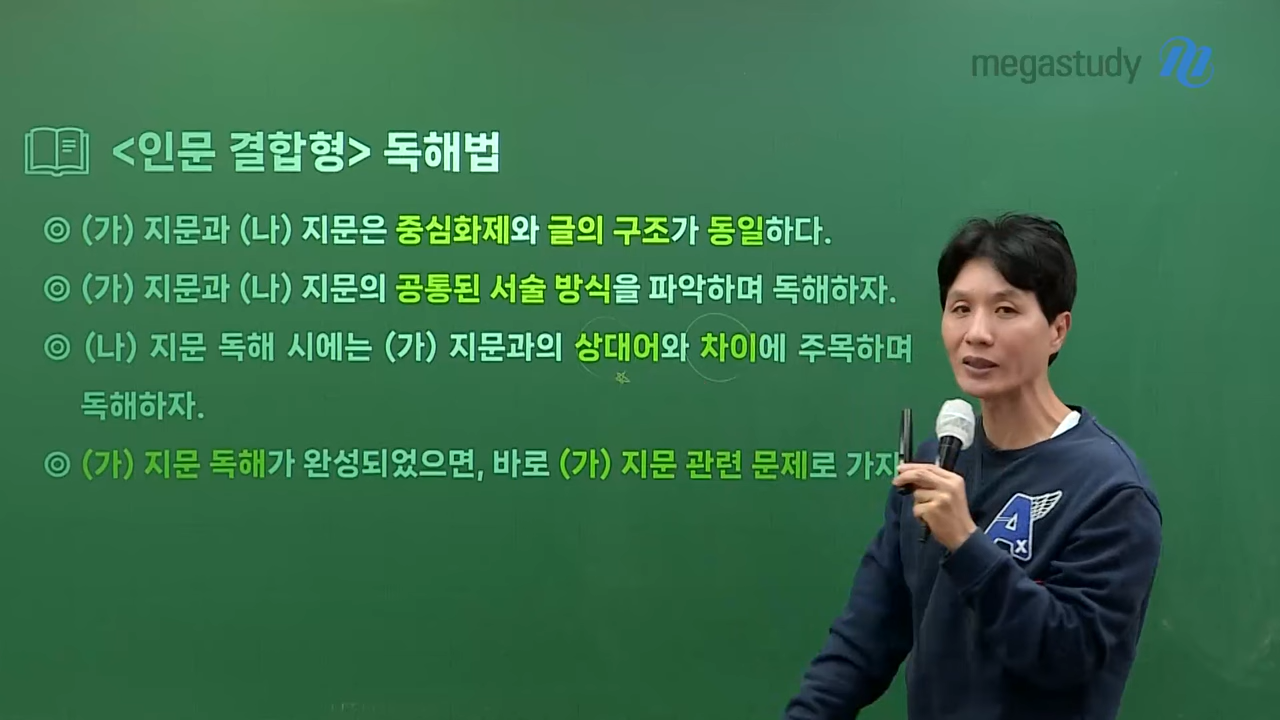 megastudy
<인문 결합형> 독해법
◎ (가) 지문과 (나) 지문은 중심화제와 글의 구조가 동일하다.
◎ (가) 지문과 (나) 지문의 공통된 서술 방식을 파악하며 독해하자.
◎ (나) 지문 독해 시에는 (가) 지문과의 상대어와 차이에 주목하며
독해하자.
◎ (가) 지문 독해가 완성되었으면, 바로 (가) 지문 관련 문제로 가자
A
x